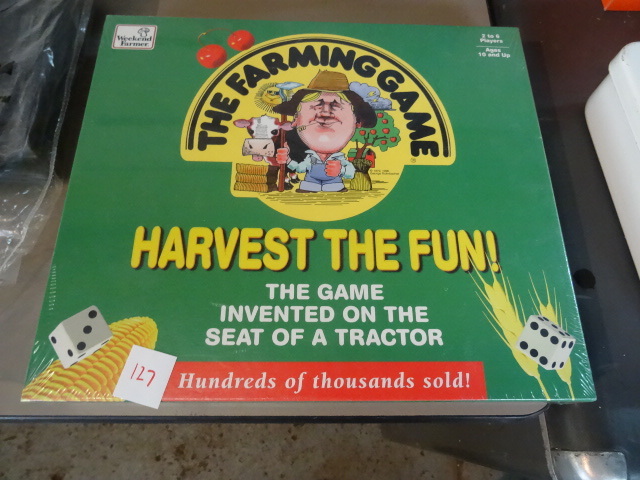 Weekend
Farmer
2 to 6
Players
Ages
10 and Up
THE FARMING GAME
HARVEST THE FUN!
THE GAME
INVENTED ON THE
SEAT OF A TRACTOR
127
Hundreds of thousands sold!